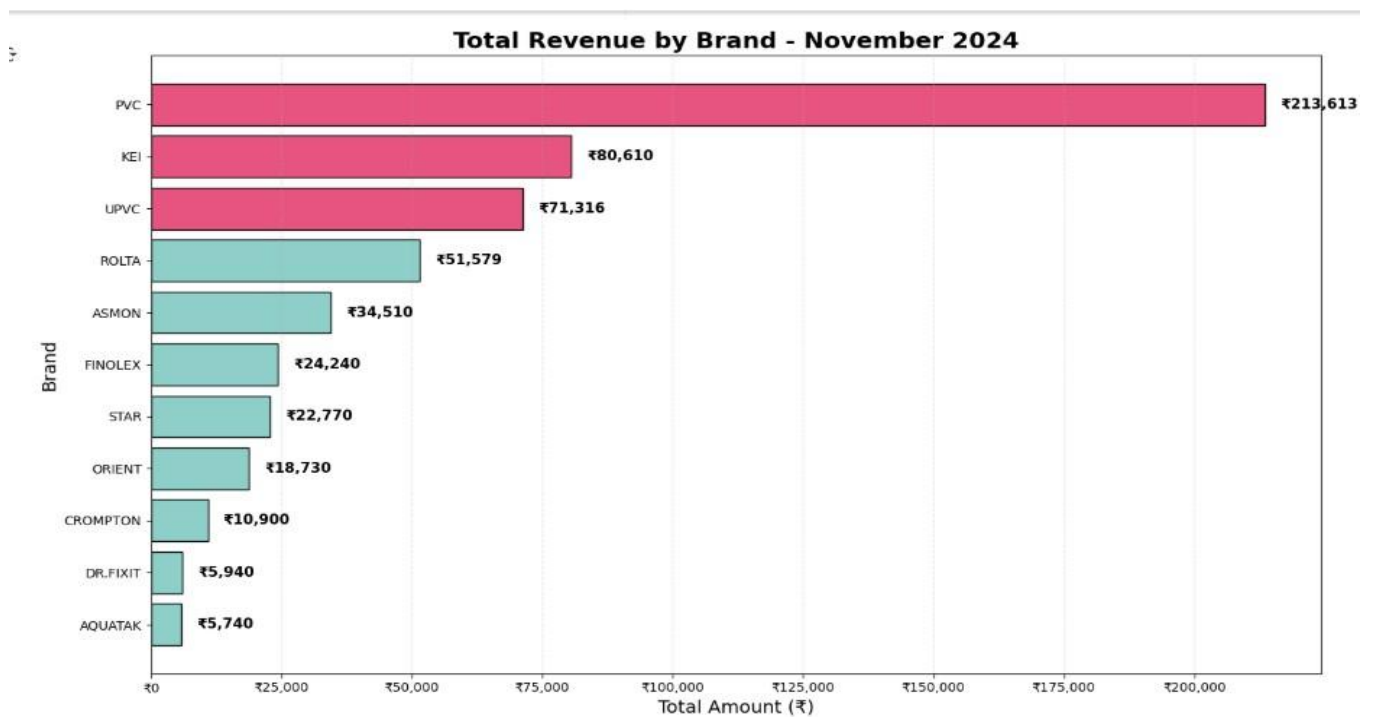 Total Revenue by Brand - November 2024
PVC ₹213,613
KEI ₹80,610
UPVC ₹71,316
ROLTA ₹51,579
ASMON ₹34,510
Brand
FINOLEX ₹24,240
STAR ₹22,770
ORIENT ₹18,730
CROMPTON ₹10,900
DR.FIXIT ₹5,940
AQUATAK ₹5,740
₹0 ₹25,000 ₹50,000 ₹75,000 ₹100,000 ₹125,000 ₹150,000 ₹175,000 ₹200,000
Total Amount (₹)